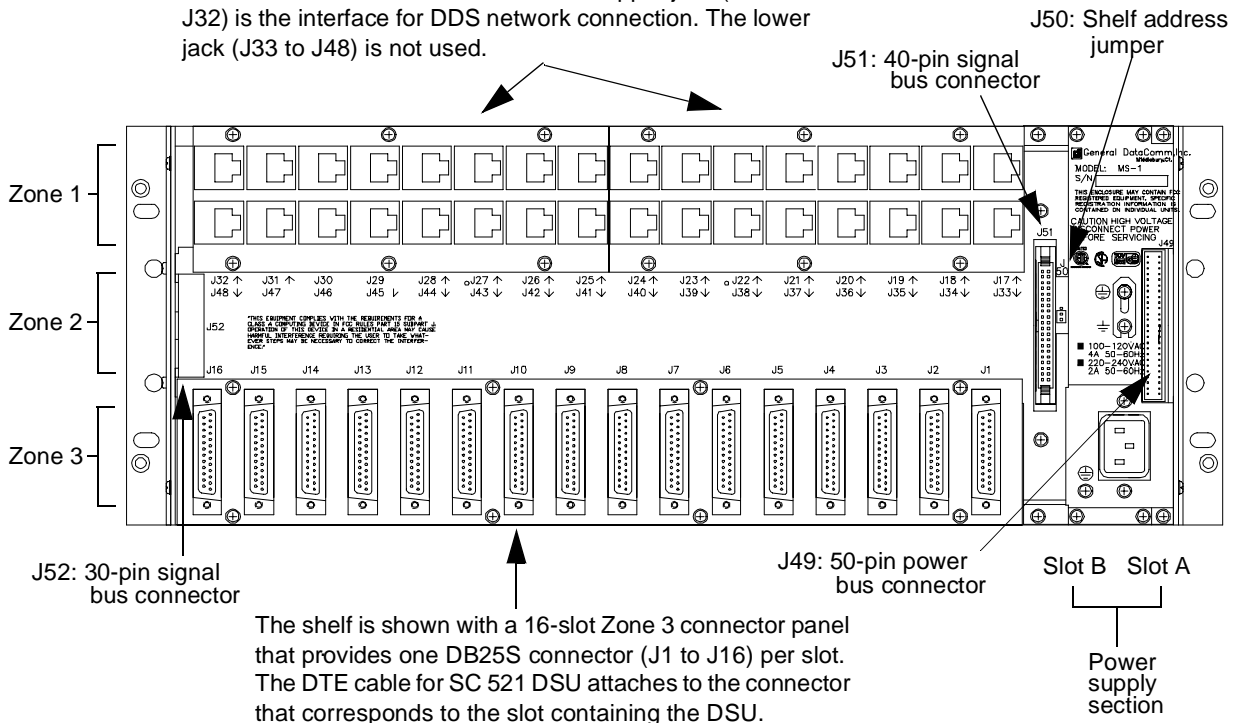 J32) is the interface for DDS network connection. The lower
jack (J33 to J48) is not used.
J50: Shelf address
jumper
J51: 40-pin signal
bus connector
Zone 1
Zone 2
Zone 3
General DataComm,Inc.
Middlebury,Ct.
MODEL: MS-1
S/N
THIS ENCLOSURE MAY CONTAIN FCC
REGISTERED EQUIPMENT, SPECIFIC
REGISTRATION INFORMATION IS
CONTAINED ON INDIVIDUAL UNITS.
CAUTION HIGH VOLTAGE
DISCONNECT POWER
BEFORE SERVICING
J51
J49
J
50
J32 ↑ J31 ↑ J30 J29 J28 ↑ J27 ↑ J26 ↑ J25 ↑ J24 ↑ J23 ↑ J22 ↑ J21 ↑ J20 ↑ J19 ↑ J18 ↑ J17 ↑
J48 ↓ J47 J46 J45 J44 ↓ J43 ↓ J42 ↓ J41 ↓ J40 ↓ J39 ↓ J38 ↓ J37 ↓ J36 ↓ J35 ↓ J34 ↓ J33 ↓
J52
"THIS EQUIPMENT COMPLIES WITH THE REQUIREMENTS FOR A
CLASS A COMPUTING DEVICE IN FCC RULES PART 15 SUBPART J.
OPERATION OF THIS DEVICE IN A RESIDENTIAL AREA MAY CAUSE
HARMFUL INTERFERENCE REQUIRING THE USER TO TAKE WHAT-
EVER STEPS MAY BE NECESSARY TO CORRECT THE INTERFER-
ENCE."
■ 100-120VAC
4A 50-60Hz
■ 220-240VAC
2A 50-60Hz
J16 J15 J14 J13 J12 J11 J10 J9 J8 J7 J6 J5 J4 J3 J2 J1
J52: 30-pin signal
bus connector
J49: 50-pin power
bus connector
Slot B Slot A
Power
supply
section
The shelf is shown with a 16-slot Zone 3 connector panel
that provides one DB25S connector (J1 to J16) per slot.
The DTE cable for SC 521 DSU attaches to the connector
that corresponds to the slot containing the DSU.